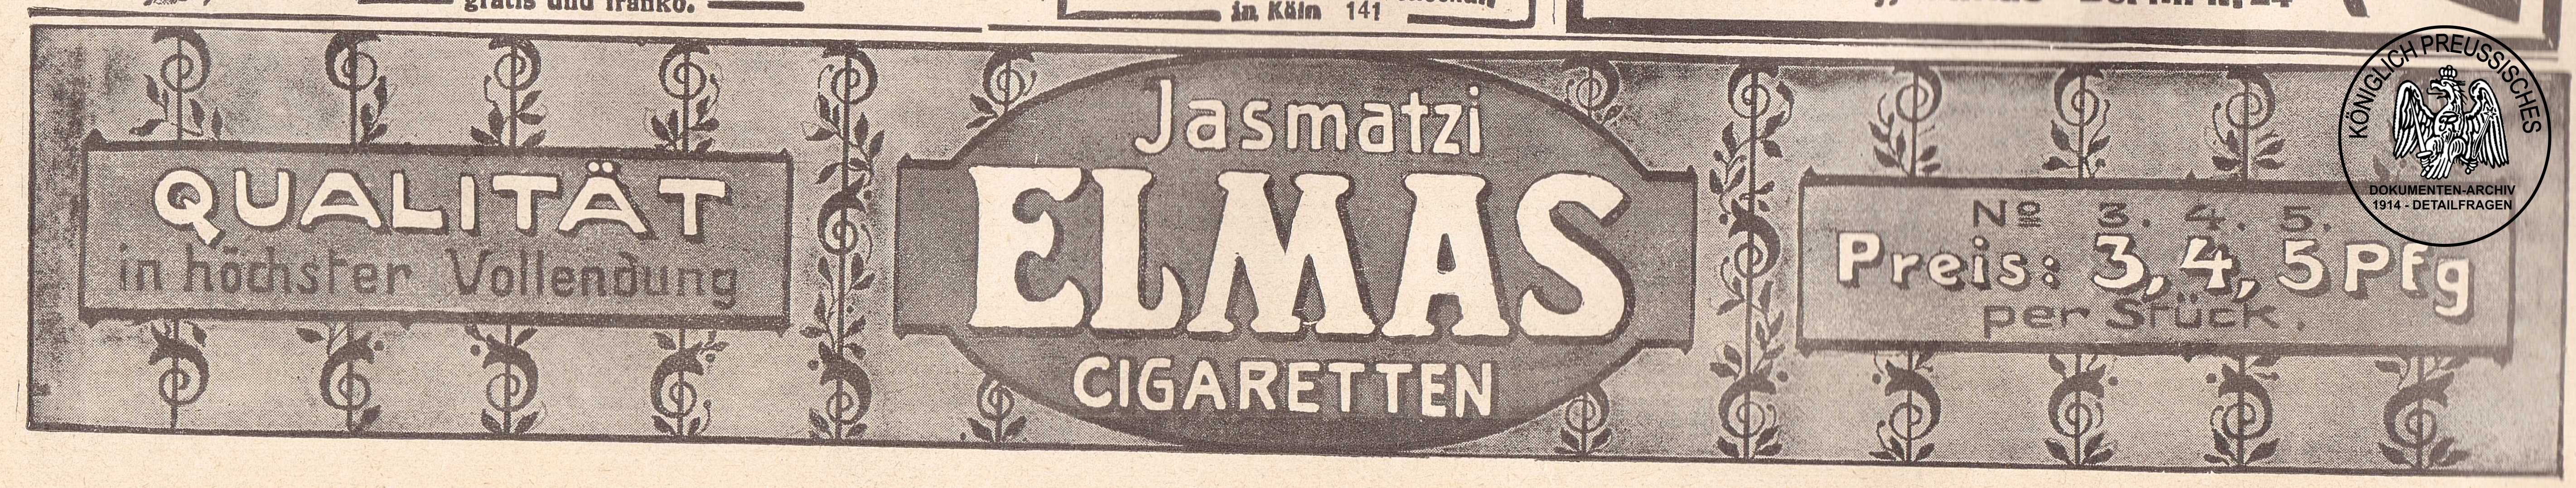 gratis und franko.
in Köln 141
QUALITÄT
in höchster Vollendung
Jasmatzi
ELMAS
CIGARETTEN
No 3. 4. 5.
Preis: 3, 4, 5 Pfg
per Stück.
KÖNIGLICH PREUSSISCHES
DOKUMENTEN-ARCHIV
1914 - DETAILFRAGEN